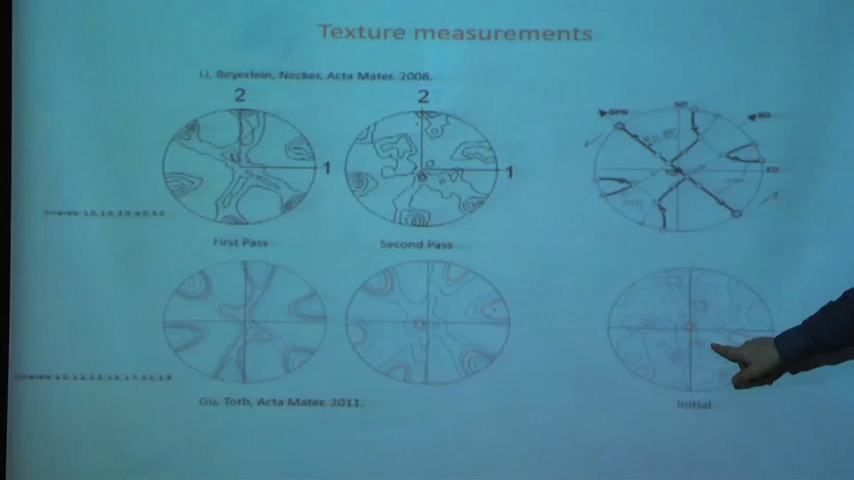 Texture measurements
I.J. Beyerlein, Necker, Acta Mater. 2006.
2
2
ND
1
1
ED
First Pass
Second Pass
Gu, Toth, Acta Mater. 2011.
Initial